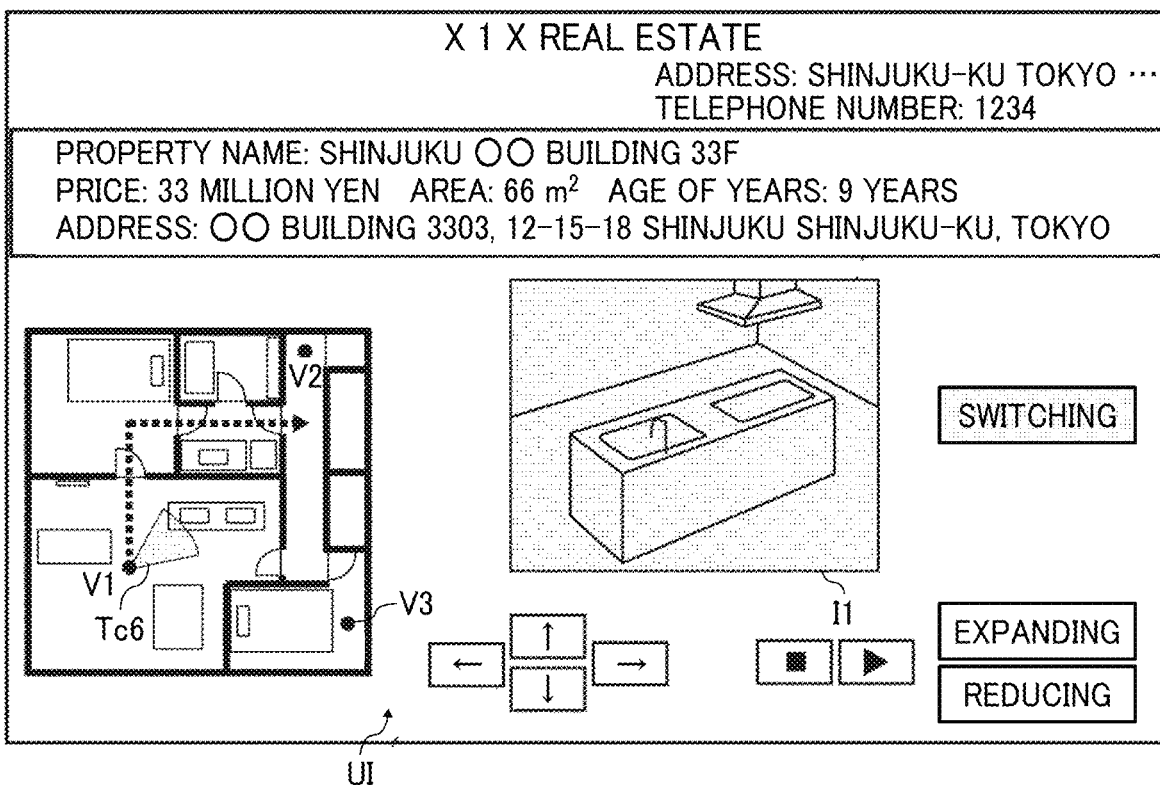 X 1 X REAL ESTATE
ADDRESS: SHINJUKU-KU TOKYO ···
TELEPHONE NUMBER: 1234
PROPERTY NAME: SHINJUKU ○○ BUILDING 33F
PRICE: 33 MILLION YEN AREA: 66 m² AGE OF YEARS: 9 YEARS
ADDRESS: ○○ BUILDING 3303, 12-15-18 SHINJUKU SHINJUKU-KU, TOKYO
V2
SWITCHING
V1
Tc6
V3
I1
←
↑
↓
→
■
▶
EXPANDING
REDUCING
UI